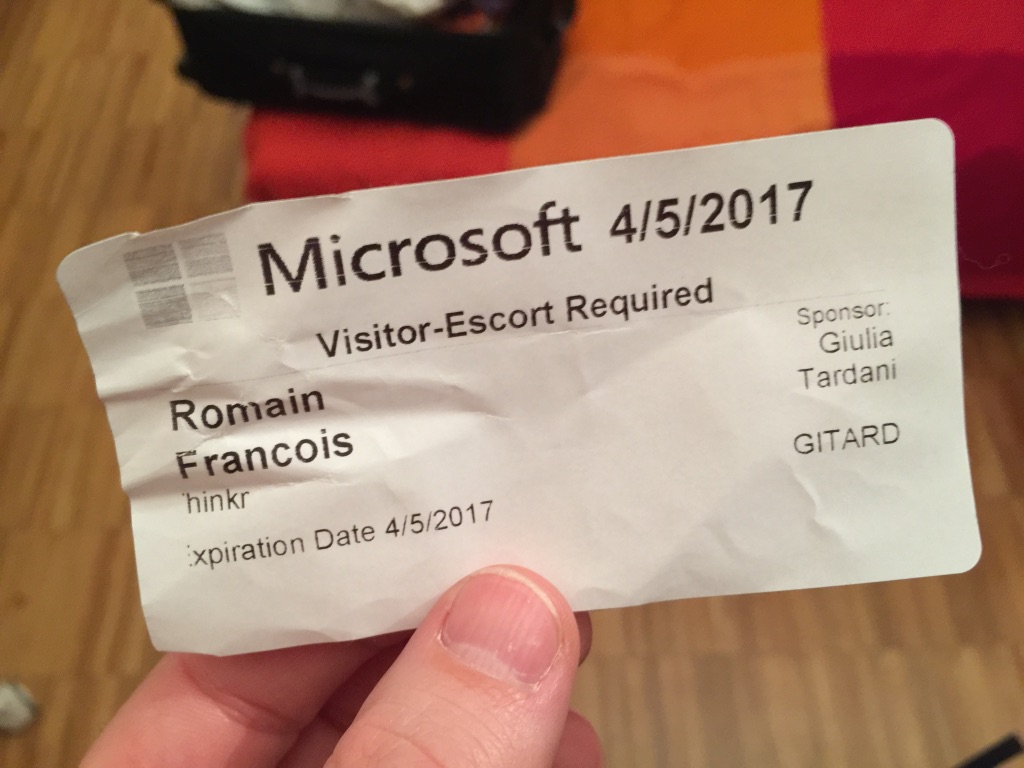 Microsoft 4/5/2017
Visitor-Escort Required
Sponsor:
Giulia
Tardani
GITARD
Romain
Francois
hinkr
xpiration Date 4/5/2017